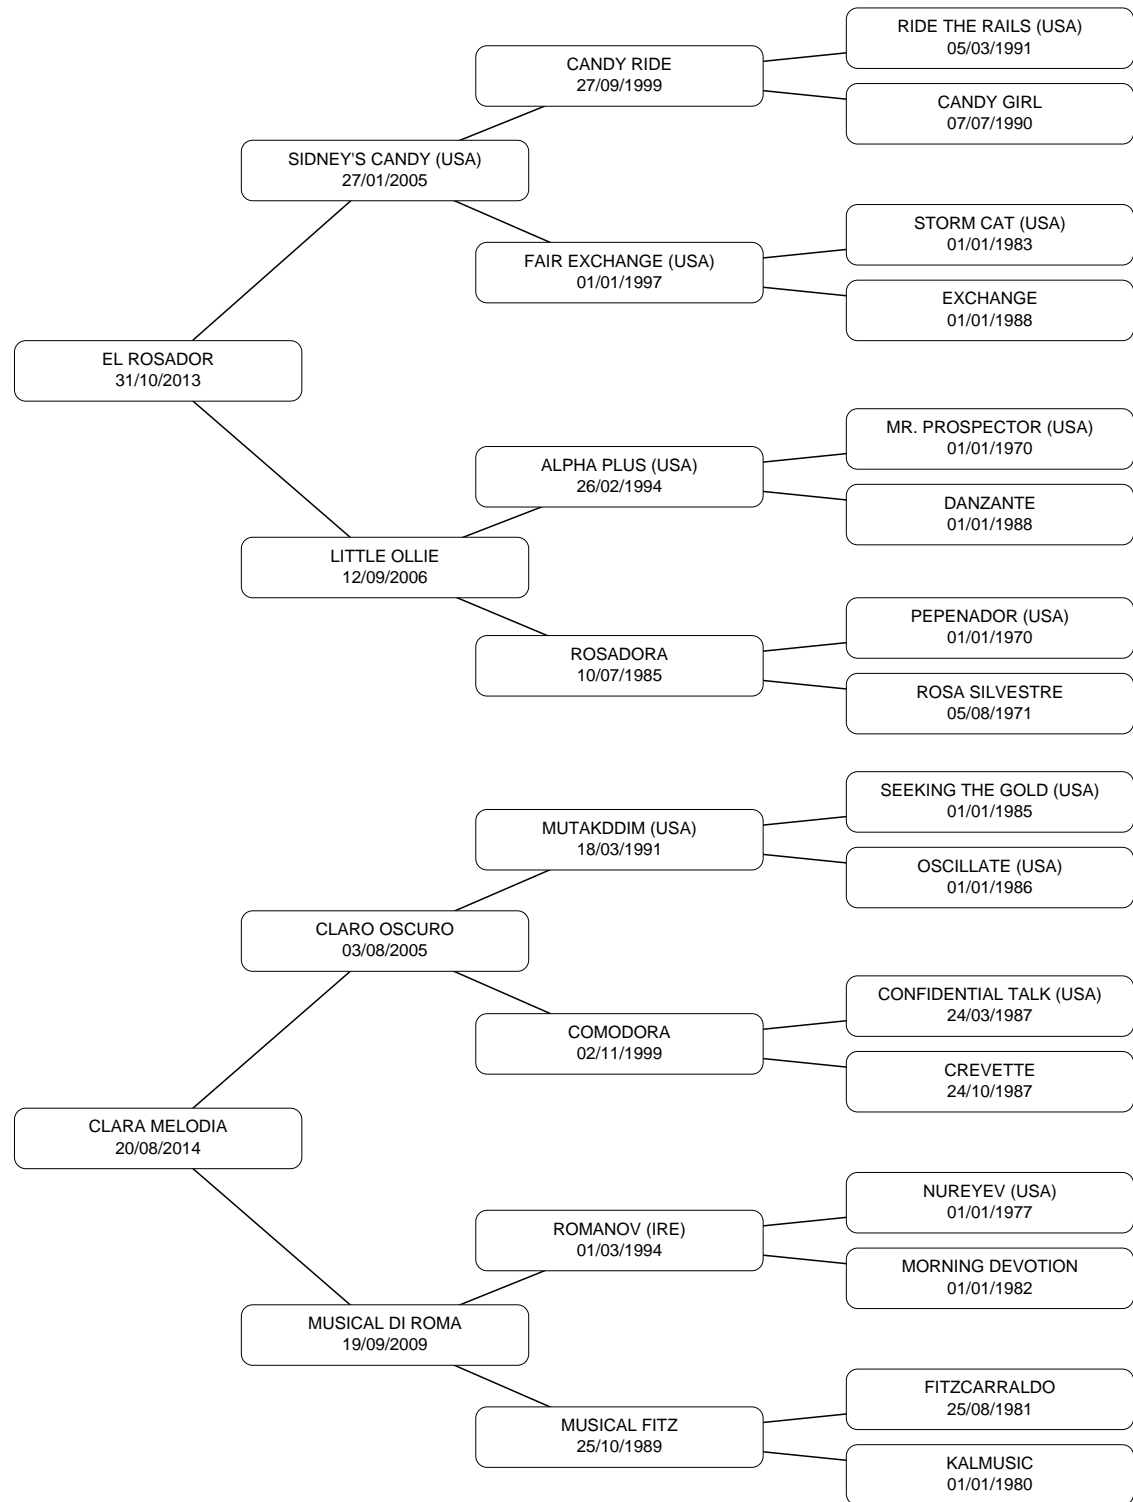 RIDE THE RAILS (USA)
05/03/1991
CANDY RIDE
27/09/1999
CANDY GIRL
07/07/1990
SIDNEY'S CANDY (USA)
27/01/2005
STORM CAT (USA)
01/01/1983
FAIR EXCHANGE (USA)
01/01/1997
EXCHANGE
01/01/1988
EL ROSADOR
31/10/2013
MR. PROSPECTOR (USA)
01/01/1970
ALPHA PLUS (USA)
26/02/1994
DANZANTE
01/01/1988
LITTLE OLLIE
12/09/2006
PEPENADOR (USA)
01/01/1970
ROSADORA
10/07/1985
ROSA SILVESTRE
05/08/1971
SEEKING THE GOLD (USA)
01/01/1985
MUTAKDDIM (USA)
18/03/1991
OSCILLATE (USA)
01/01/1986
CLARO OSCURO
03/08/2005
CONFIDENTIAL TALK (USA)
24/03/1987
COMODORA
02/11/1999
CREVETTE
24/10/1987
CLARA MELODIA
20/08/2014
NUREYEV (USA)
01/01/1977
ROMANOV (IRE)
01/03/1994
MORNING DEVOTION
01/01/1982
MUSICAL DI ROMA
19/09/2009
FITZCARRALDO
25/08/1981
MUSICAL FITZ
25/10/1989
KALMUSIC
01/01/1980